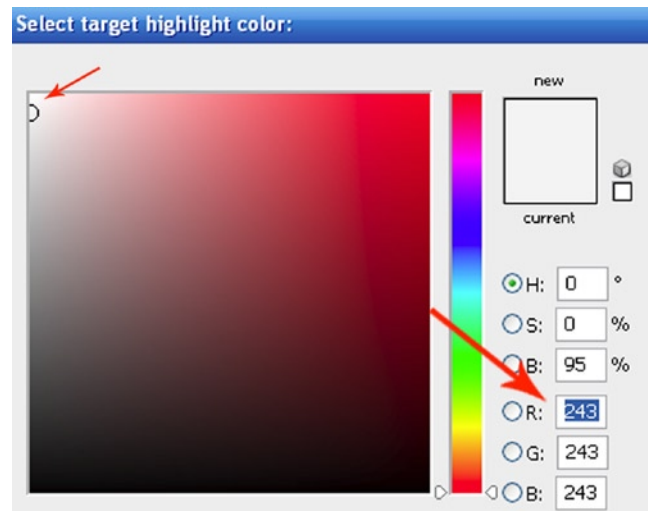 Select target highlight color:
new
current
H: 0 °
S: 0 %
B: 95 %
R: 243
G: 243
B: 243